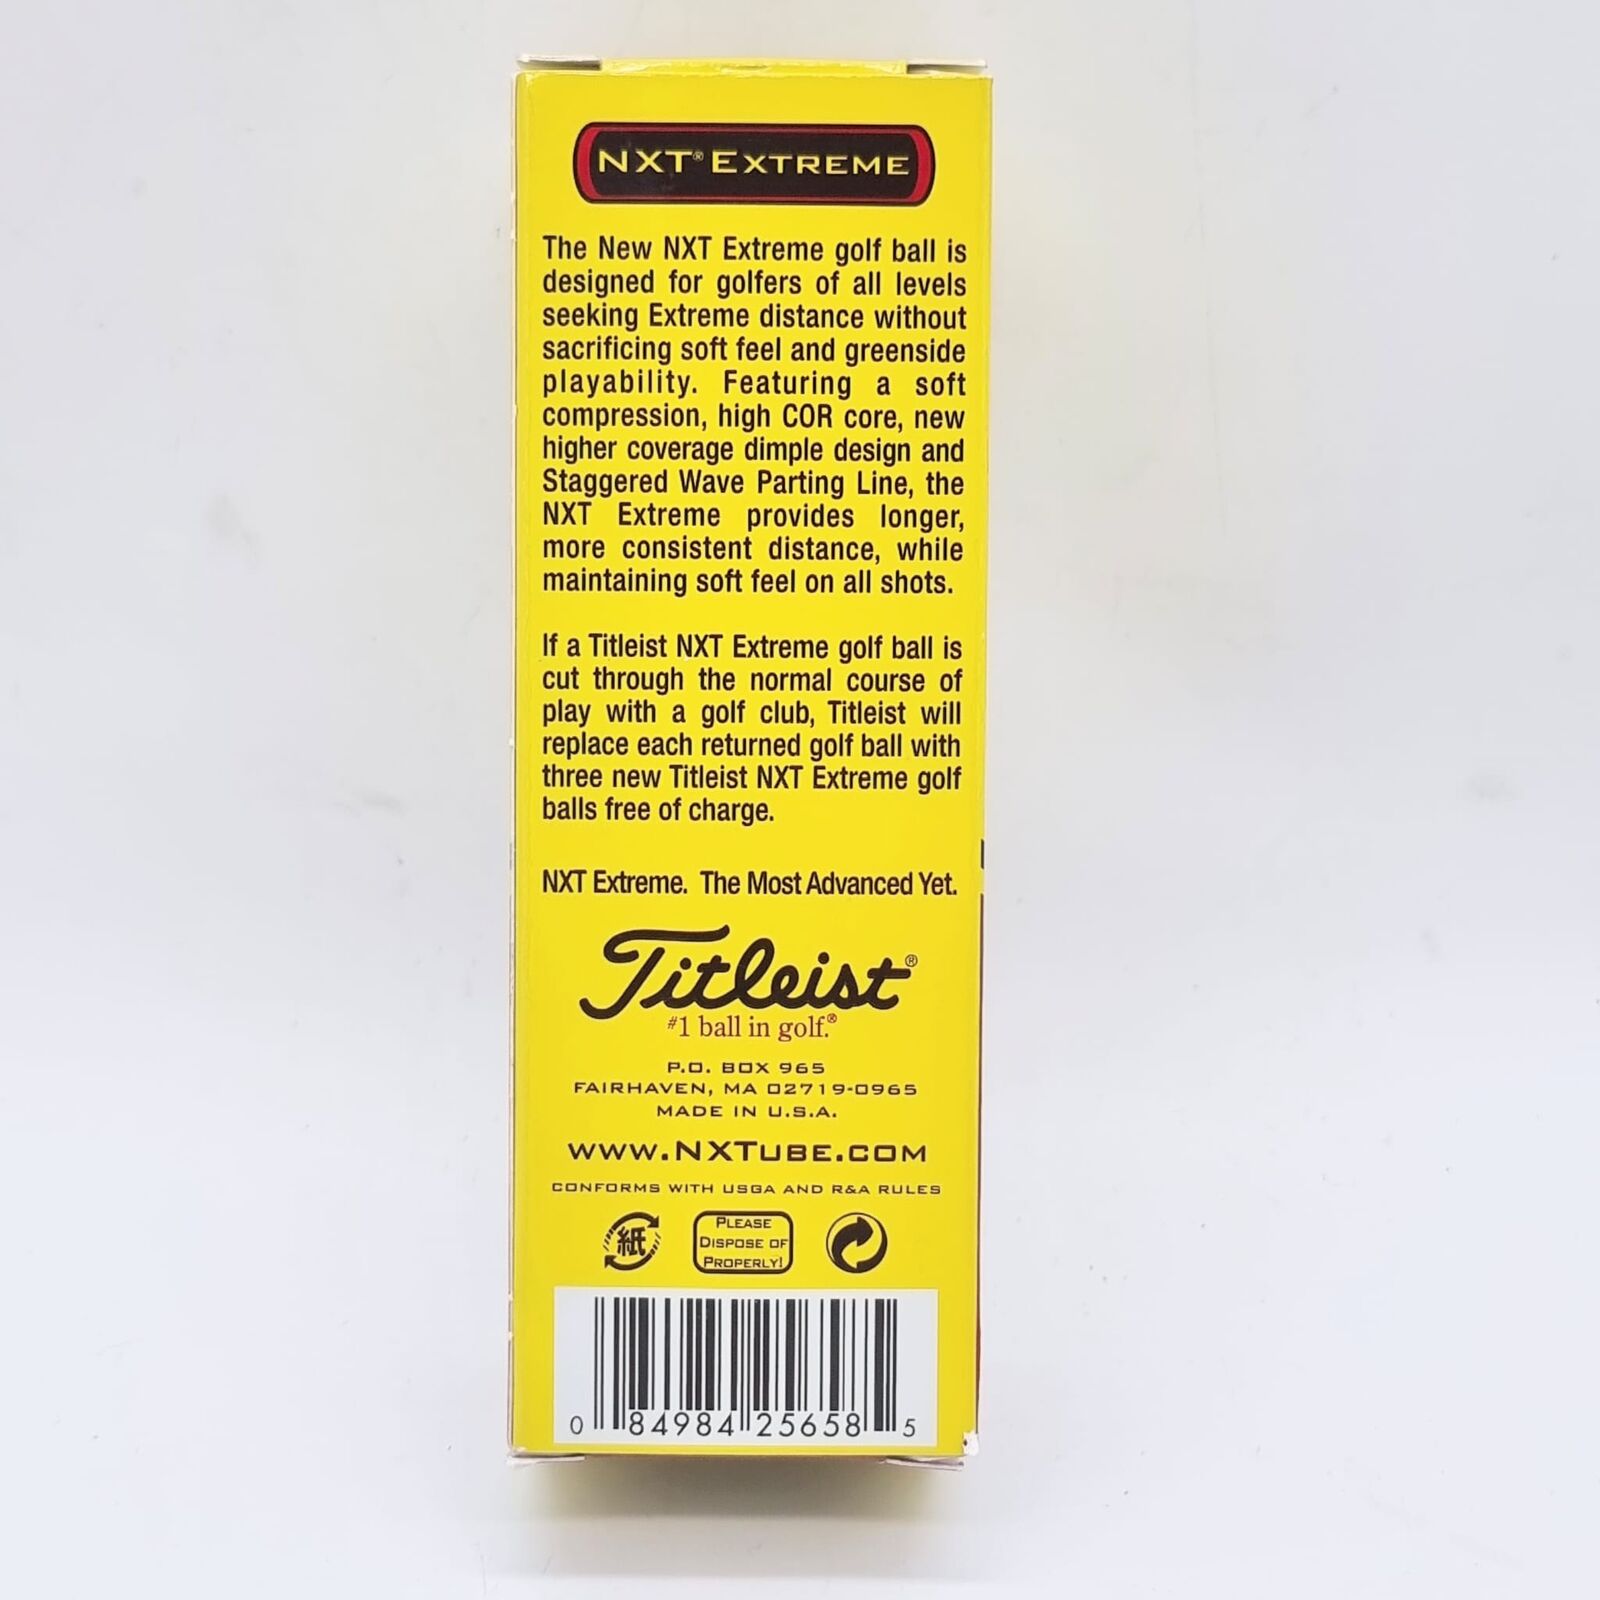 NXT® EXTREME
The New NXT Extreme golf ball is
designed for golfers of all levels
seeking Extreme distance without
sacrificing soft feel and greenside
playability. Featuring a soft
compression, high COR core, new
higher coverage dimple design and
Staggered Wave Parting Line, the
NXT Extreme provides longer,
more consistent distance, while
maintaining soft feel on all shots.
If a Titleist NXT Extreme golf ball is
cut through the normal course of
play with a golf club, Titleist will
replace each returned golf ball with
three new Titleist NXT Extreme golf
balls free of charge.
NXT Extreme. The Most Advanced Yet.
Titleist®
#1 ball in golf.®
P.O. BOX 965
FAIRHAVEN, MA 02719-0965
MADE IN U.S.A.
WWW.NXTUBE.COM
CONFORMS WITH USGA AND R&A RULES
紙
PLEASE
DISPOSE OF
PROPERLY!
0 84984 25658 5